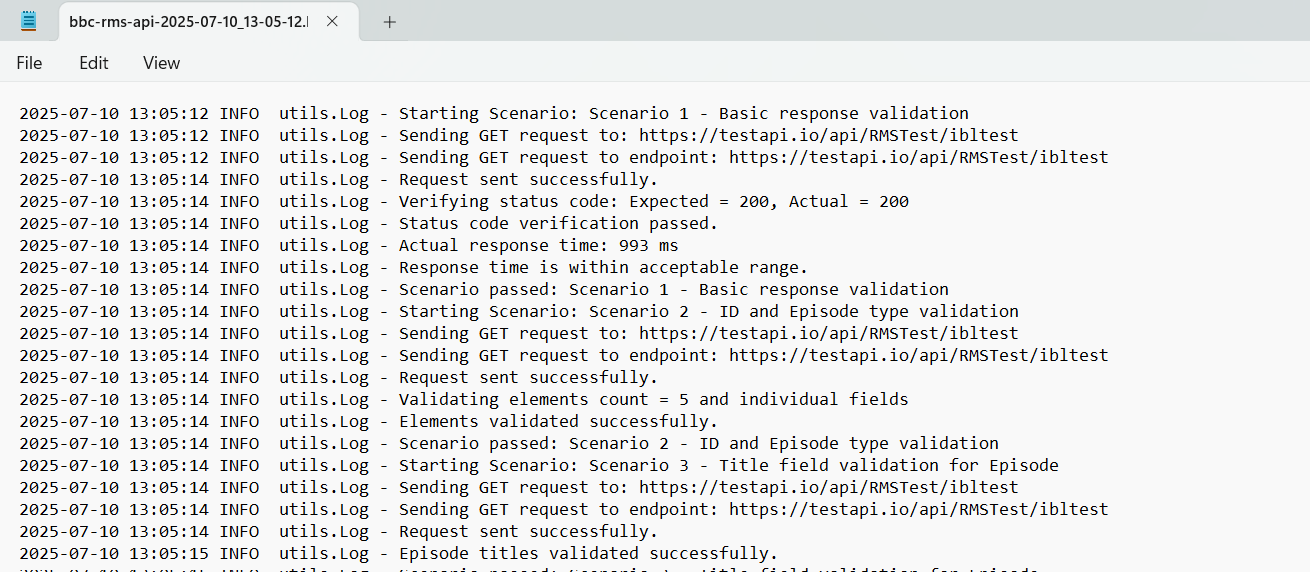 bbc-rms-api-2025-07-10_13-05-12.l
File Edit View
2025-07-10 13:05:12 INFO  utils.Log - Starting Scenario: Scenario 1 - Basic response validation
2025-07-10 13:05:12 INFO  utils.Log - Sending GET request to: https://testapi.io/api/RMSTest/ibltest
2025-07-10 13:05:12 INFO  utils.Log - Sending GET request to endpoint: https://testapi.io/api/RMSTest/ibltest
2025-07-10 13:05:14 INFO  utils.Log - Request sent successfully.
2025-07-10 13:05:14 INFO  utils.Log - Verifying status code: Expected = 200, Actual = 200
2025-07-10 13:05:14 INFO  utils.Log - Status code verification passed.
2025-07-10 13:05:14 INFO  utils.Log - Actual response time: 993 ms
2025-07-10 13:05:14 INFO  utils.Log - Response time is within acceptable range.
2025-07-10 13:05:14 INFO  utils.Log - Scenario passed: Scenario 1 - Basic response validation
2025-07-10 13:05:14 INFO  utils.Log - Starting Scenario: Scenario 2 - ID and Episode type validation
2025-07-10 13:05:14 INFO  utils.Log - Sending GET request to: https://testapi.io/api/RMSTest/ibltest
2025-07-10 13:05:14 INFO  utils.Log - Sending GET request to endpoint: https://testapi.io/api/RMSTest/ibltest
2025-07-10 13:05:14 INFO  utils.Log - Request sent successfully.
2025-07-10 13:05:14 INFO  utils.Log - Validating elements count = 5 and individual fields
2025-07-10 13:05:14 INFO  utils.Log - Elements validated successfully.
2025-07-10 13:05:14 INFO  utils.Log - Scenario passed: Scenario 2 - ID and Episode type validation
2025-07-10 13:05:14 INFO  utils.Log - Starting Scenario: Scenario 3 - Title field validation for Episode
2025-07-10 13:05:14 INFO  utils.Log - Sending GET request to: https://testapi.io/api/RMSTest/ibltest
2025-07-10 13:05:14 INFO  utils.Log - Sending GET request to endpoint: https://testapi.io/api/RMSTest/ibltest
2025-07-10 13:05:14 INFO  utils.Log - Request sent successfully.
2025-07-10 13:05:15 INFO  utils.Log - Episode titles validated successfully.